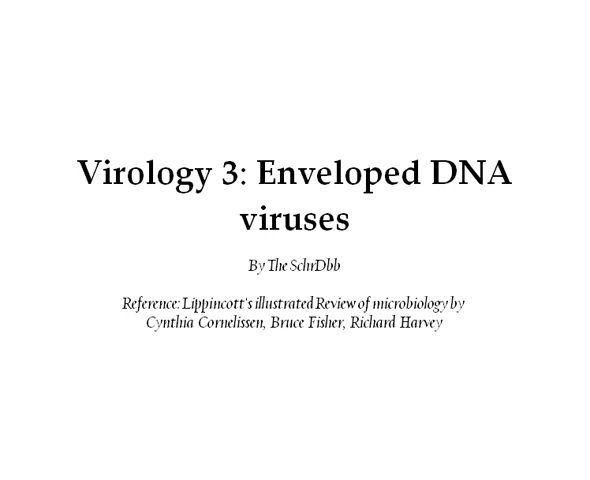 Virology 3: Enveloped DNA
viruses
By The SchrDbb
Reference: Lippincott's illustrated Review of microbiology by
Cynthia Cornelissen, Bruce Fisher, Richard Harvey